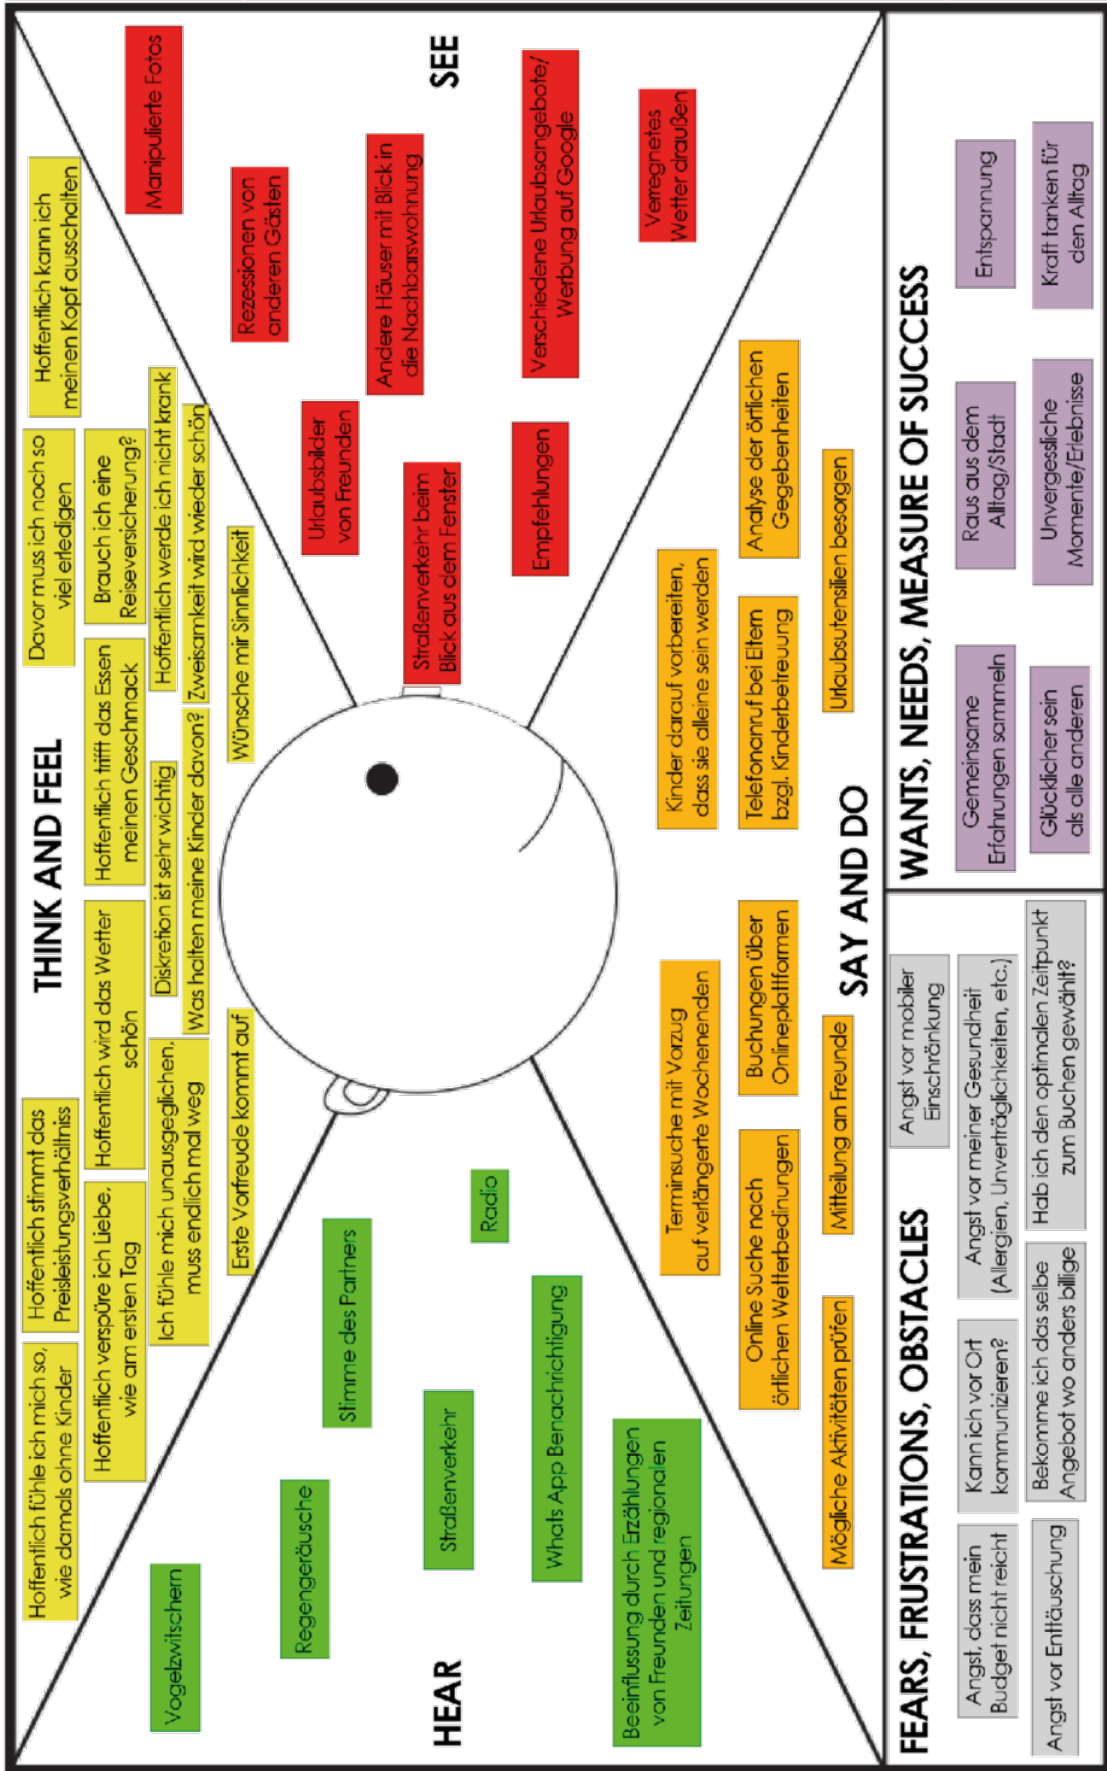 THINK AND FEEL
Hoffentlich fühle ich mich so,
wie damals ohne Kinder
Hoffentlich stimmt das
Preisleistungsverhältniss
Davor muss ich noch so
viel erledigen
Hoffentlich kann ich
meinen Kopf ausschalten
Hoffentlich verspüre ich Liebe,
wie am ersten Tag
Hoffentlich wird das Wetter
schön
Hoffentlich trifft das Essen
meinen Geschmack
Brauch ich eine
Reiseversicherung?
Ich fühle mich unausgeglichen,
muss endlich mal weg
Diskretion ist sehr wichtig
Hoffentlich werde ich nicht krank
Was halten meine Kinder davon?
Zweisamkeit wird wieder schön
Erste Vorfreude kommt auf
Wünsche mir Sinnlichkeit
HEAR
Vogelzwitschern
Regengeräusche
Stimme des Partners
Straßenverkehr
Radio
Whats App Benachrichtigung
Beeinflussung durch Erzählungen
von Freunden und regionalen
Zeitungen
SEE
Manipulierte Fotos
Rezessionen von
anderen Gästen
Urlaubsbilder
von Freunden
Andere Häuser mit Blick in
die Nachbarswohnung
Straßenverkehr beim
Blick aus dem Fenster
Empfehlungen
Verschiedene Urlaubsangebote/
Werbung auf Google
Verregnetes
Wetter draußen
Terminsuche mit Vorzug
auf verlängerte Wochenenden
Kinder darauf vorbereiten,
dass sie alleine sein werden
Online Suche nach
örtlichen Wetterbedinungen
Buchungen über
Onlineplattformen
Telefonanruf bei Eltern
bzgl. Kinderbetreuung
Analyse der örtlichen
Gegebenheiten
Mögliche Aktivitäten prüfen
Mitteilung an Freunde
SAY AND DO
Urlaubsutensilien besorgen
FEARS, FRUSTRATIONS, OBSTACLES
Angst vor mobiler
Einschränkung
Angst, dass mein
Budget nicht reicht
Kann ich vor Ort
kommunizieren?
Angst vor meiner Gesundheit
(Allergien, Unverträglichkeiten, etc.)
Angst vor Enttäuschung
Bekomme ich das selbe
Angebot wo anders billige
Hab ich den optimalen Zeitpunkt
zum Buchen gewählt?
WANTS, NEEDS, MEASURE OF SUCCESS
Gemeinsame
Erfahrungen sammeln
Raus aus dem
Alltag/Stadt
Entspannung
Glücklicher sein
als alle anderen
Unvergessliche
Momente/Erlebnisse
Kraft tanken für
den Alltag